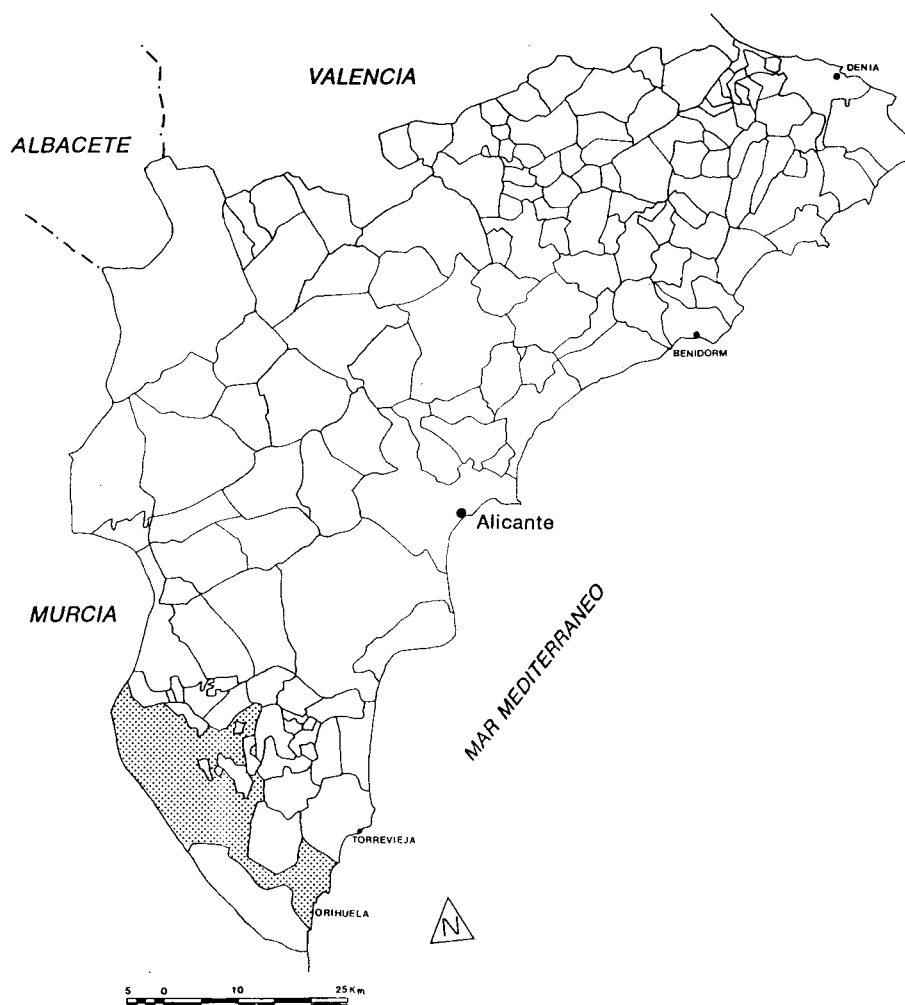 VALENCIA
DENIA
ALBACETE
BENIDORM
Alicante
MURCIA
MAR MEDITERRANEO
TORREVIEJA
ORIHUELA
N
5 0 10 25 Km